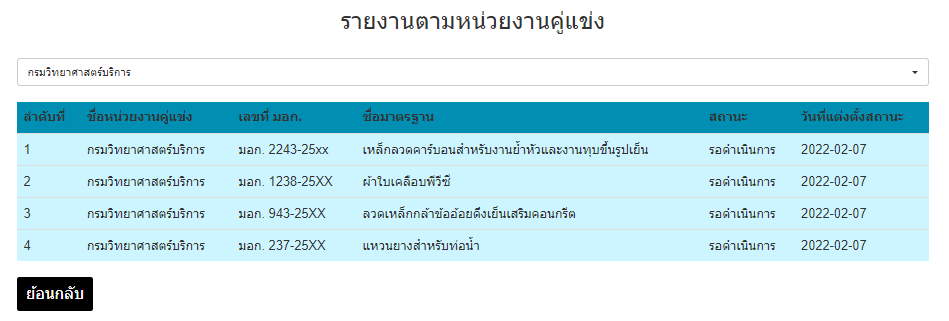 รายงานตามหน่วยงานคู่แข่ง
กรมวิทยาศาสตร์บริการ
ลำดับที่ ชื่อหน่วยงานคู่แข่ง เลขที่ มอก. ชื่อมาตรฐาน สถานะ วันที่แต่งตั้งสถานะ
1 กรมวิทยาศาสตร์บริการ มอก. 2243-25xx เหล็กลวดคาร์บอนสำหรับงานย้ำหัวและงานทุบขึ้นรูปเย็น รอดำเนินการ 2022-02-07
2 กรมวิทยาศาสตร์บริการ มอก. 1238-25XX ผ้าใบเคลือบพีวีซี รอดำเนินการ 2022-02-07
3 กรมวิทยาศาสตร์บริการ มอก. 943-25XX ลวดเหล็กกล้าข้ออ้อยดึงเย็นเสริมคอนกรีต รอดำเนินการ 2022-02-07
4 กรมวิทยาศาสตร์บริการ มอก. 237-25XX แหวนยางสำหรับท่อน้ำ รอดำเนินการ 2022-02-07
ย้อนกลับ